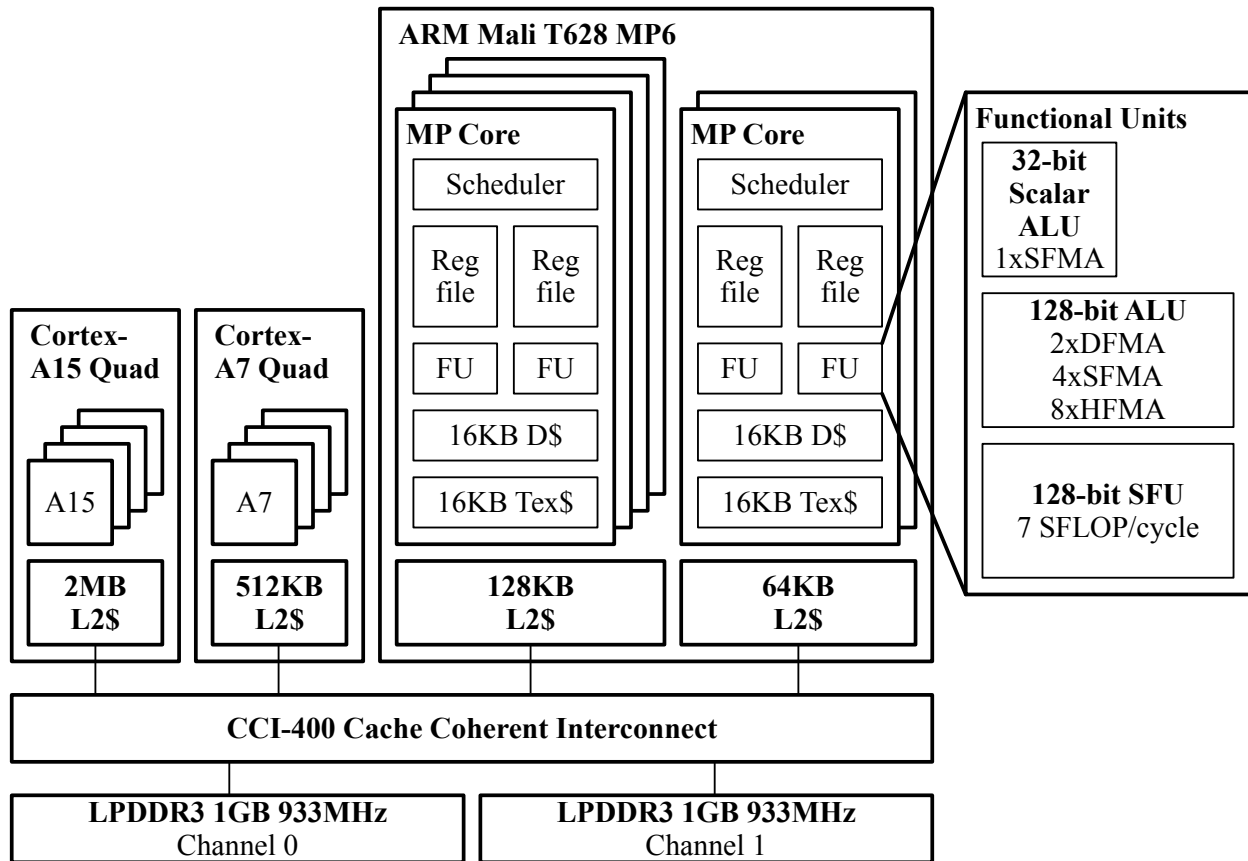 ARM Mali T628 MP6
MP Core
Scheduler
Reg
file
Reg
file
FU
FU
16KB D$
16KB Tex$
128KB
L2$
MP Core
Scheduler
Reg
file
Reg
file
FU
FU
16KB D$
16KB Tex$
64KB
L2$
Functional Units
32-bit
Scalar
ALU
1xSFMA
128-bit ALU
2xDFMA
4xSFMA
8xHFMA
128-bit SFU
7 SFLOP/cycle
Cortex-
A15 Quad
A15
2MB
L2$
Cortex-
A7 Quad
A7
512KB
L2$
CCI-400 Cache Coherent Interconnect
LPDDR3 1GB 933MHz
Channel 0
LPDDR3 1GB 933MHz
Channel 1